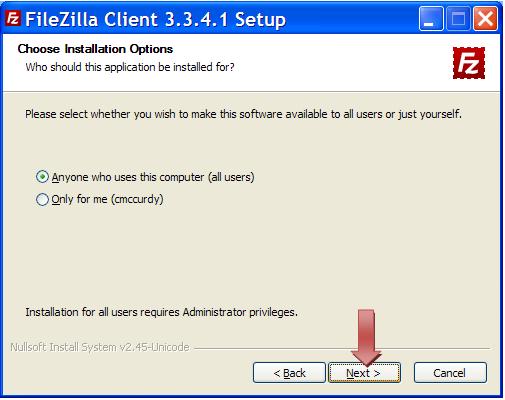 FileZilla Client 3.3.4.1 Setup
Choose Installation Options
Who should this application be installed for?
Fz
Please select whether you wish to make this software available to all users or just yourself.
Anyone who uses this computer (all users)
Only for me (cmccurdy)
Installation for all users requires Administrator privileges.
Nullsoft Install System v2.45-Unicode
< Back
Next >
Cancel